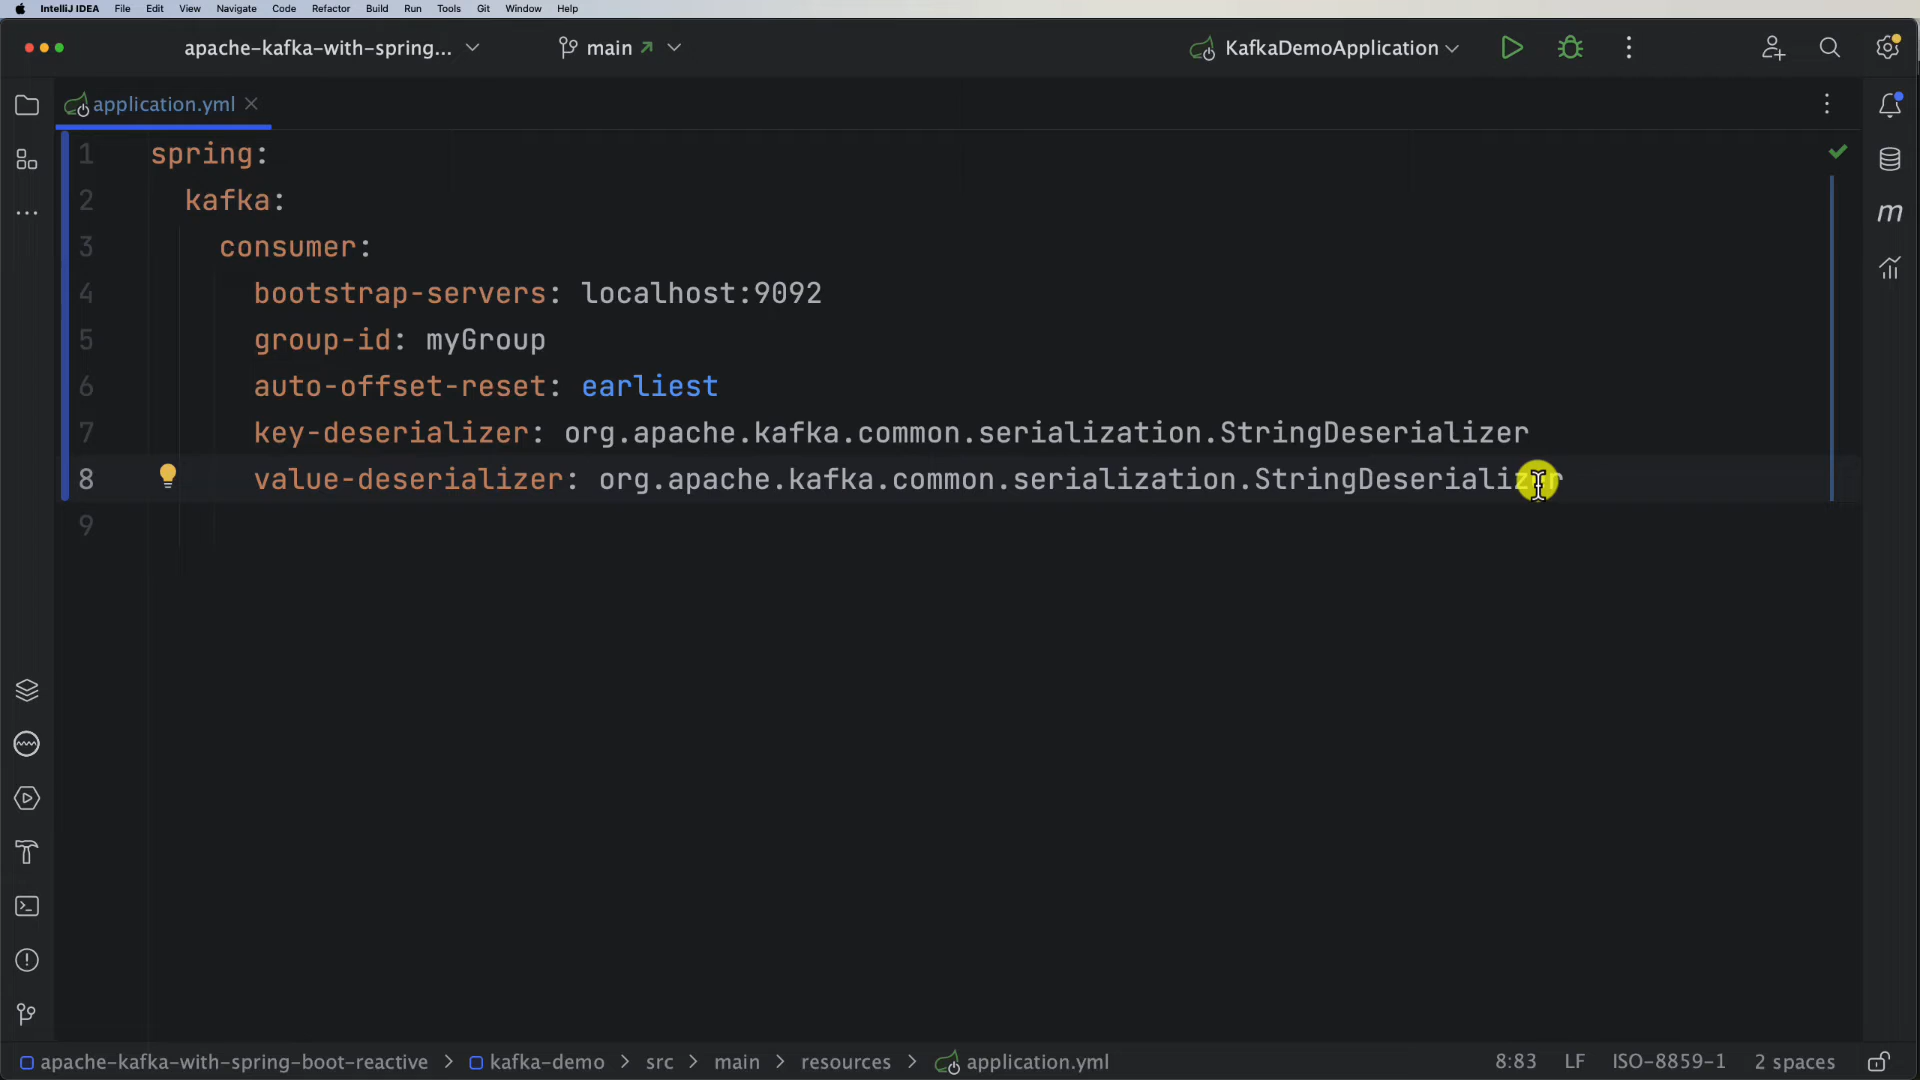 IntelliJ IDEA File Edit View Navigate Code Refactor Build Run Tools Git Window Help
apache-kafka-with-spring... main KafkaDemoApplication
application.yml
1 spring:
2 kafka:
3 consumer:
4 bootstrap-servers: localhost:9092
5 group-id: myGroup
6 auto-offset-reset: earliest
7 key-deserializer: org.apache.kafka.common.serialization.StringDeserializer
8 value-deserializer: org.apache.kafka.common.serialization.StringDeserializer
9
apache-kafka-with-spring-boot-reactive > kafka-demo > src > main > resources > application.yml 8:83 LF ISO-8859-1 2 spaces